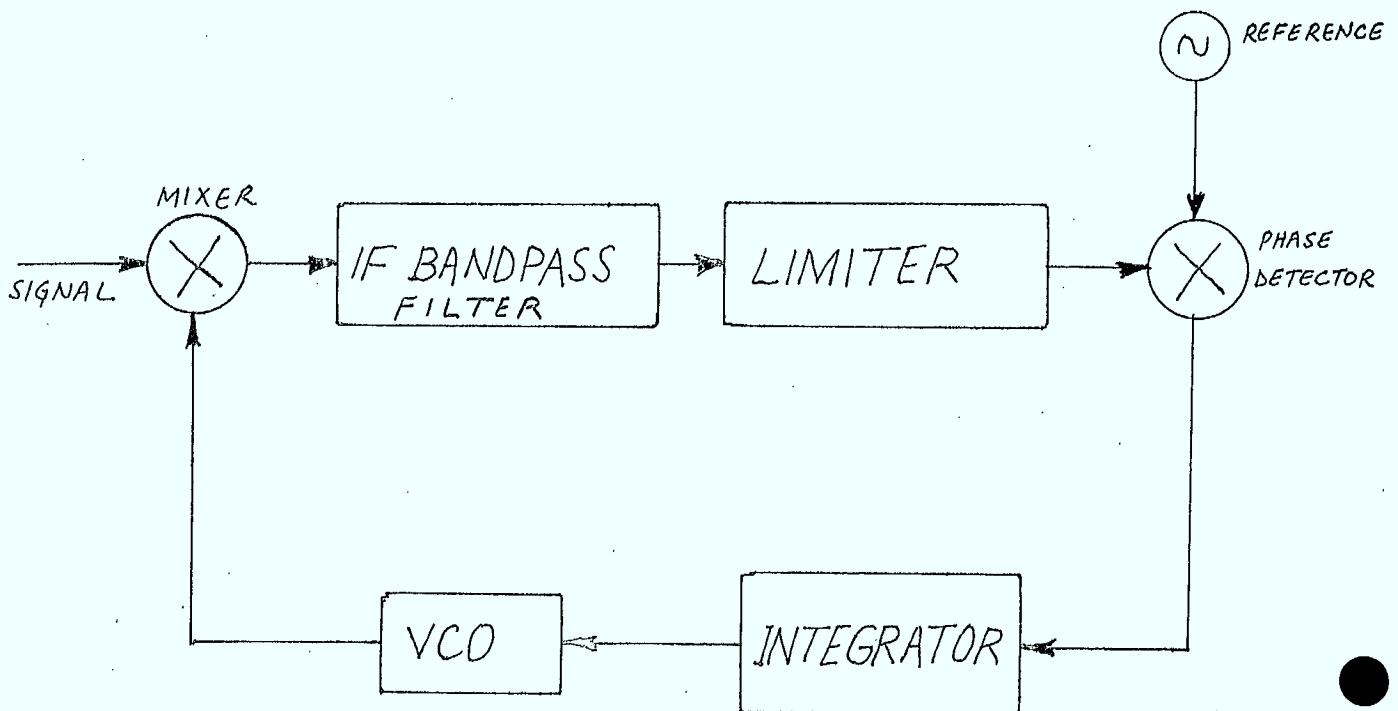 REFERENCE
MIXER
SIGNAL
IF BANDPASS
FILTER
LIMITER
PHASE
DETECTOR
VCO
INTEGRATOR